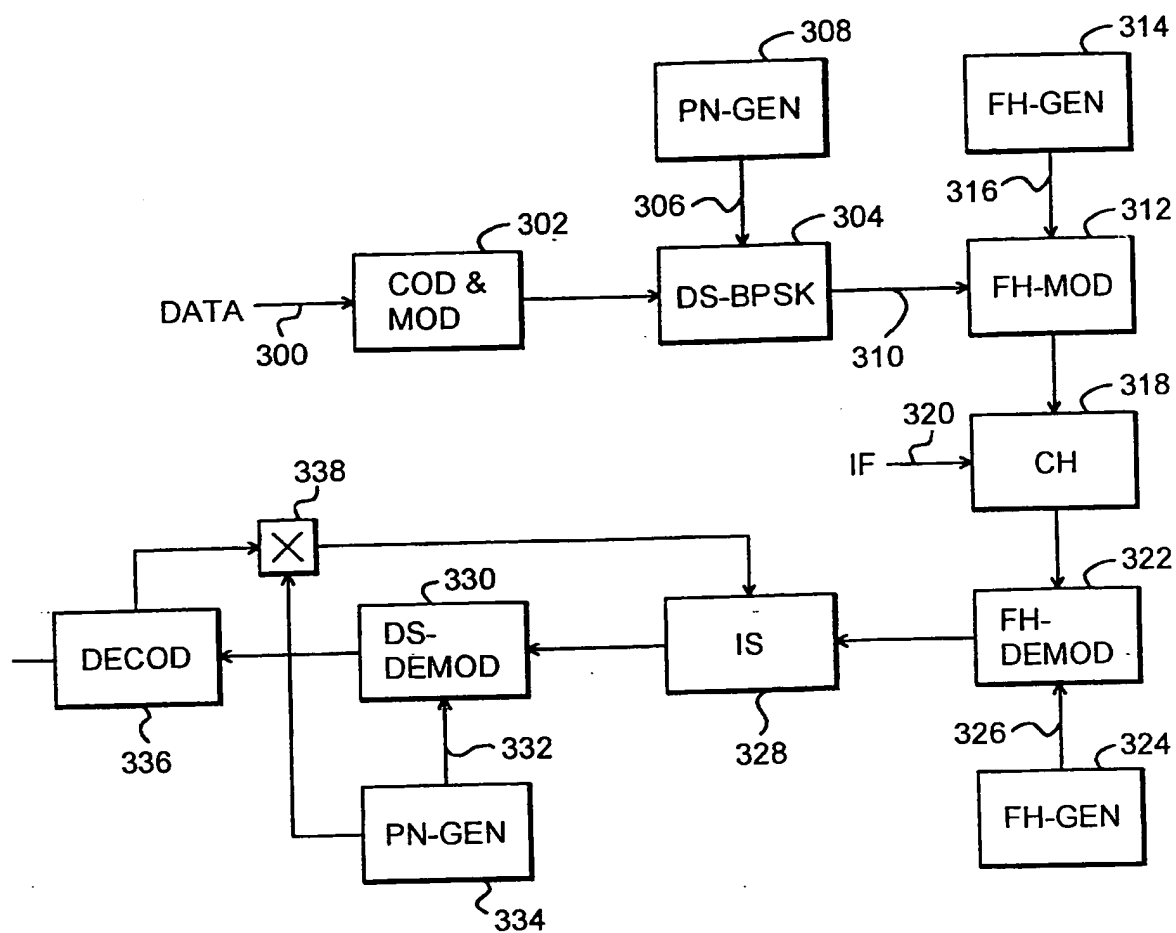 308
314
PN-GEN
FH-GEN
306
316
302
304
312
DATA
COD &
MOD
DS-BPSK
FH-MOD
300
310
318
320
IF
CH
338
330
322
DECOD
DS-
DEMOD
IS
FH-
DEMOD
336
332
328
326
324
PN-GEN
FH-GEN
334